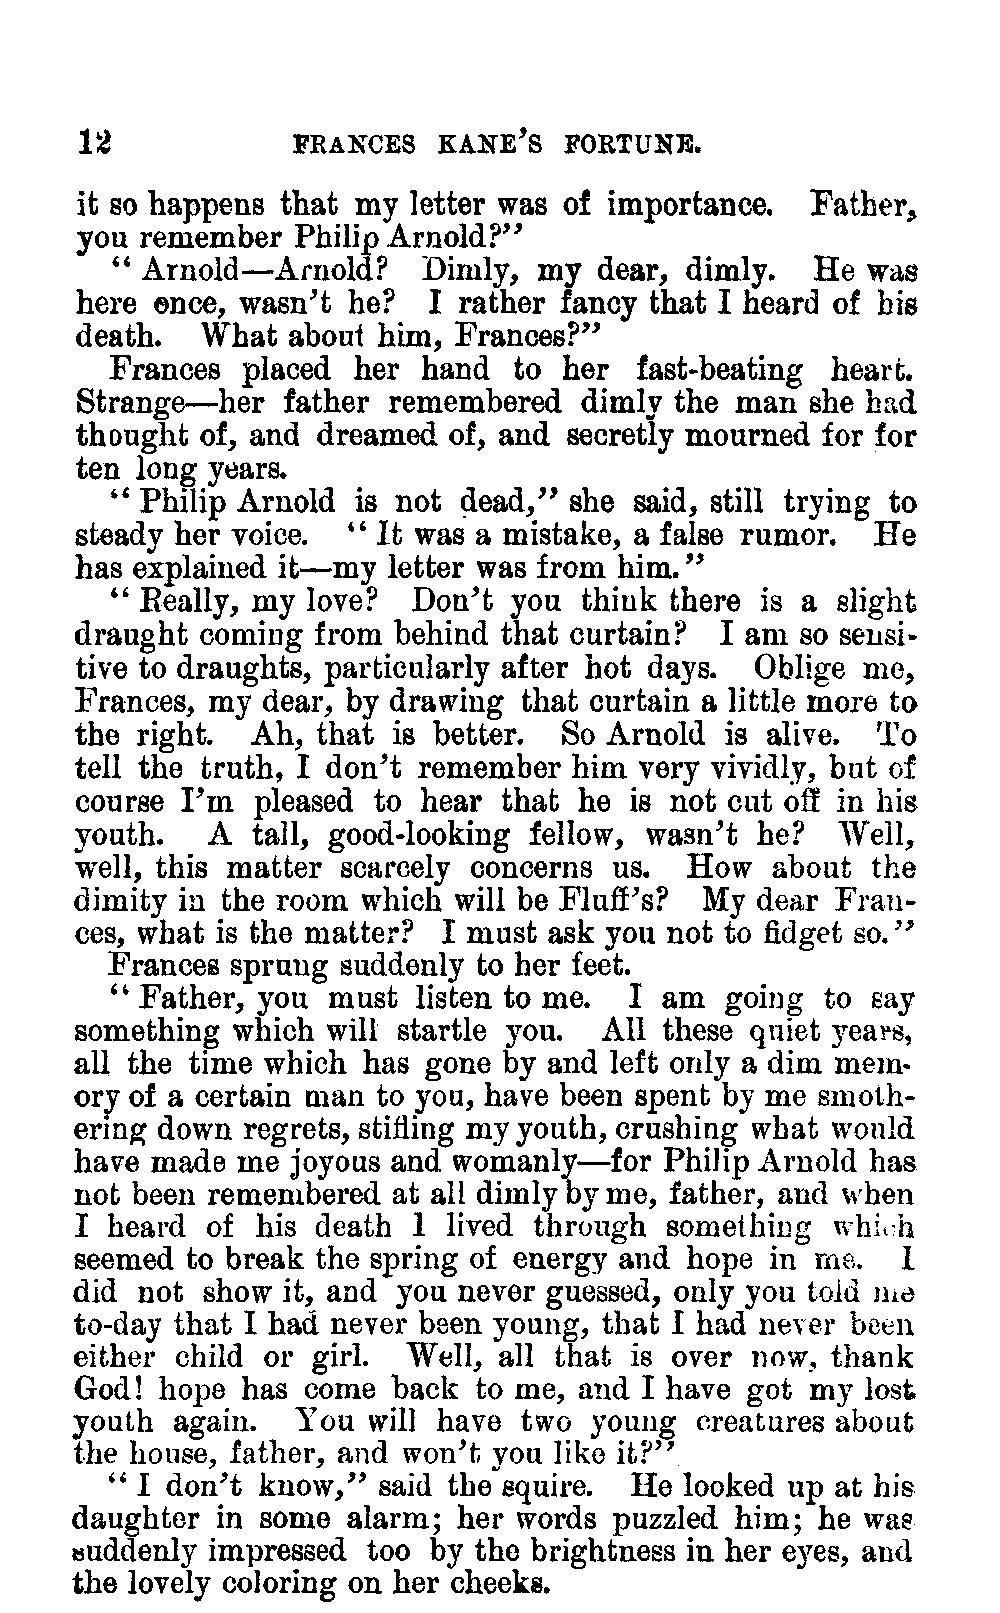 12 FRANCES KANE'S FORTUNE.
it so happens that my letter was of importance. Father,
you remember Philip Arnold?"
"Arnold—Arnold? Dimly, my dear, dimly. He was
here once, wasn't he? I rather fancy that I heard of his
death. What about him, Frances?"
Frances placed her hand to her fast-beating heart.
Strange—her father remembered dimly the man she had
thought of, and dreamed of, and secretly mourned for for
ten long years.
"Philip Arnold is not dead," she said, still trying to
steady her voice. "It was a mistake, a false rumor. He
has explained it—my letter was from him."
"Really, my love? Don't you think there is a slight
draught coming from behind that curtain? I am so sensi-
tive to draughts, particularly after hot days. Oblige me,
Frances, my dear, by drawing that curtain a little more to
the right. Ah, that is better. So Arnold is alive. To
tell the truth, I don't remember him very vividly, but of
course I'm pleased to hear that he is not cut off in his
youth. A tall, good-looking fellow, wasn't he? Well,
well, this matter scarcely concerns us. How about the
dimity in the room which will be Fluff's? My dear Fran-
ces, what is the matter? I must ask you not to fidget so."
Frances sprung suddenly to her feet.
"Father, you must listen to me. I am going to say
something which will startle you. All these quiet years,
all the time which has gone by and left only a dim mem-
ory of a certain man to you, have been spent by me smoth-
ering down regrets, stifling my youth, crushing what would
have made me joyous and womanly—for Philip Arnold has
not been remembered at all dimly by me, father, and when
I heard of his death I lived through something which
seemed to break the spring of energy and hope in me. I
did not show it, and you never guessed, only you told me
to-day that I had never been young, that I had never been
either child or girl. Well, all that is over now, thank
God! hope has come back to me, and I have got my lost
youth again. You will have two young creatures about
the house, father, and won't you like it?"
"I don't know," said the squire. He looked up at his
daughter in some alarm; her words puzzled him; he was
suddenly impressed too by the brightness in her eyes, and
the lovely coloring on her cheeks.